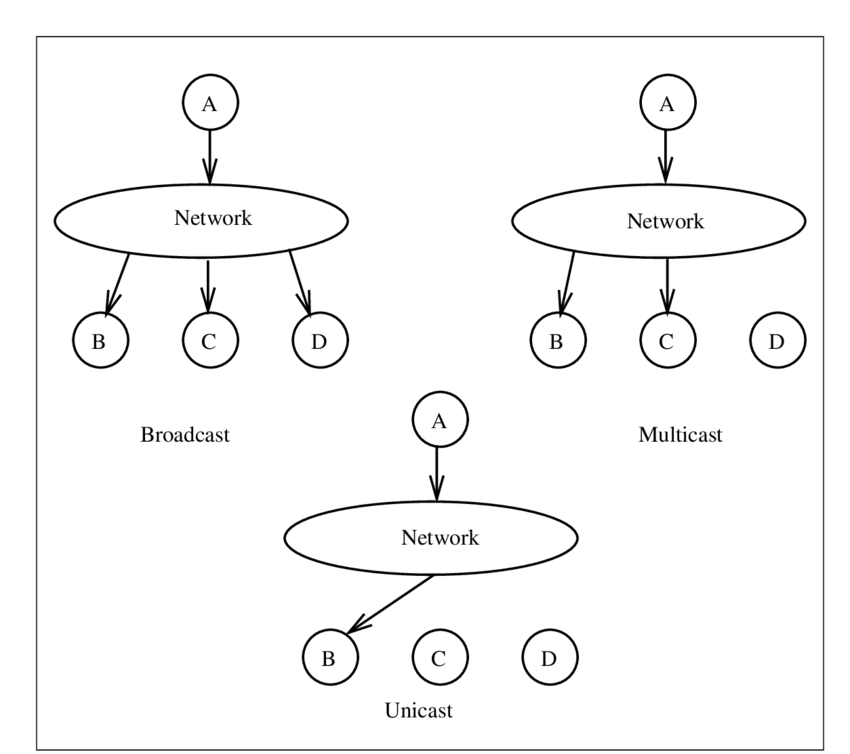 A
Network
B C D
Broadcast
A
Network
B C D
Multicast
A
Network
B C D
Unicast